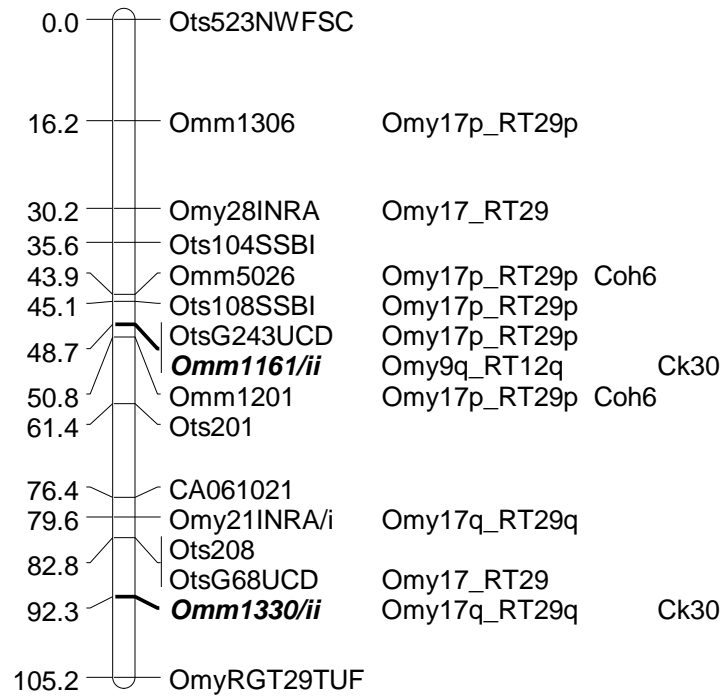 0.0 Ots523NWFSC
16.2 Omm1306 Omy17p_RT29p
30.2 Omy28INRA Omy17_RT29
35.6 Ots104SSBI
43.9 Omm5026 Omy17p_RT29p Coh6
45.1 Ots108SSBI Omy17p_RT29p
OtsG243UCD Omy17p_RT29p
48.7 Omm1161/ii Omy9q_RT12q Ck30
50.8 Omm1201 Omy17p_RT29p Coh6
61.4 Ots201
76.4 CA061021
79.6 Omy21INRA/i Omy17q_RT29q
82.8 Ots208
OtsG68UCD Omy17_RT29
92.3 Omm1330/ii Omy17q_RT29q Ck30
105.2 OmyRGT29TUF